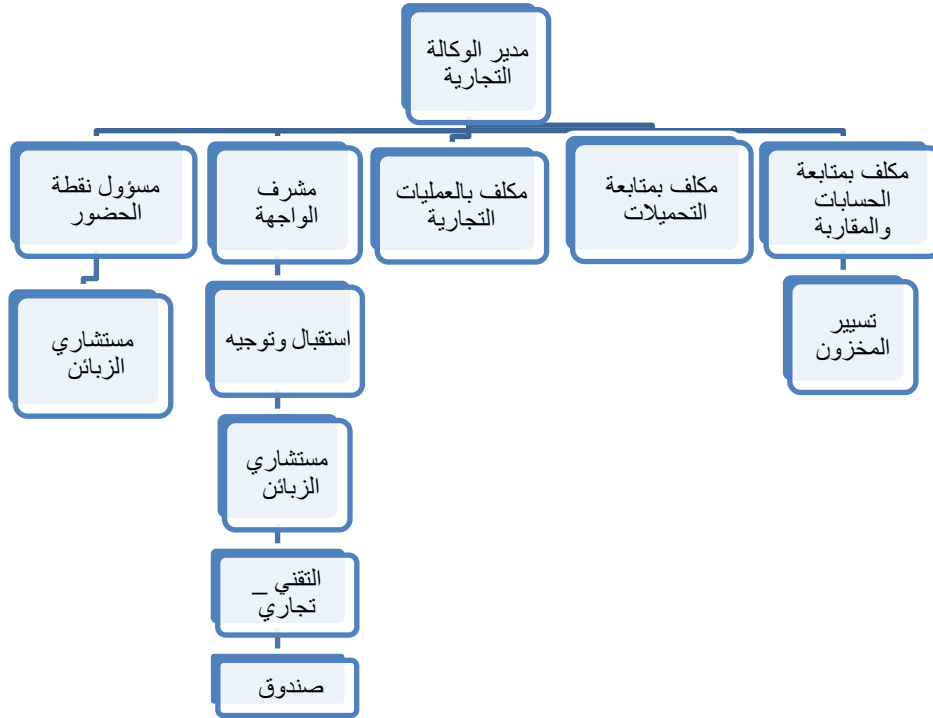 مدير الوكالة
التجارية
مكلف بمتابعة
الحسابات
والمقاربة
مكلف بمتابعة
التحميلات
مكلف بالعمليات
التجارية
مشرف
الواجهة
مسؤول نقطة
الحضور
تسيير
المخزون
استقبال وتوجيه
مستشاري
الزبائن
مستشاري
الزبائن
التقني _
تجاري
صندوق